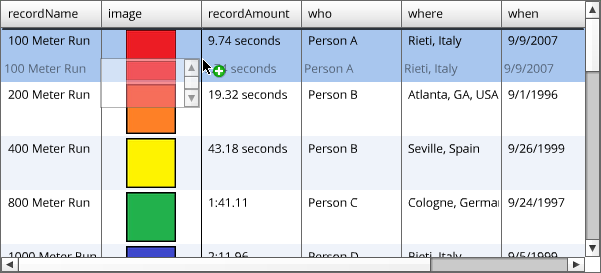 recordName image recordAmount who where when
100 Meter Run 9.74 seconds Person A Rieti, Italy 9/9/2007
100 Meter Run seconds Person A Rieti, Italy 9/9/2007
200 Meter Run 19.32 seconds Person B Atlanta, GA, USA 9/1/1996
400 Meter Run 43.18 seconds Person B Seville, Spain 9/26/1999
800 Meter Run 1:41.11 Person C Cologne, Germa 9/24/1997
1000 Meter Run 2:11.96 Person D Rieti, Italy 9/5/1999